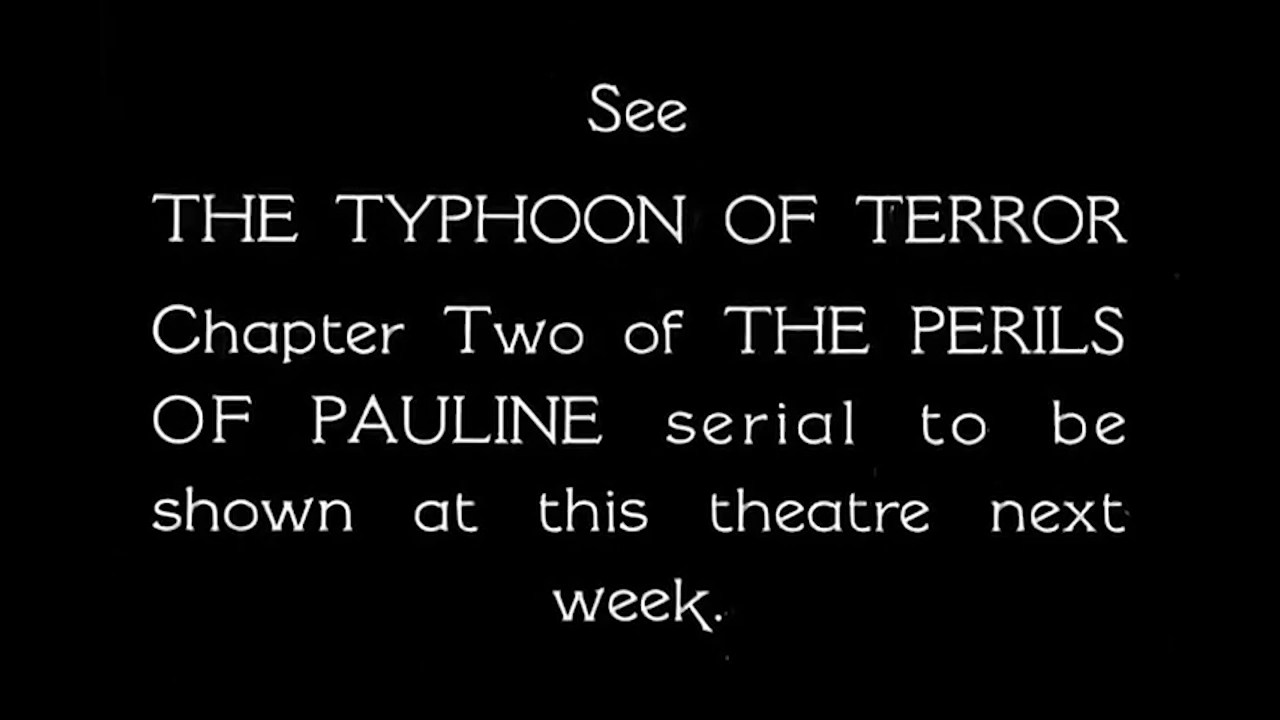 See
THE TYPHOON OF TERROR
Chapter Two of THE PERILS
OF PAULINE serial to be
shown at this theatre next
week.